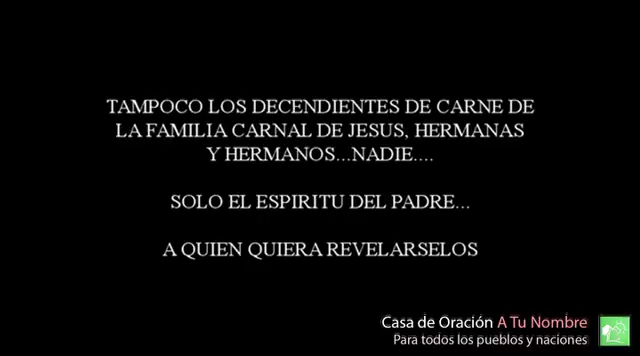 TAMPOCO LOS DECENDIENTES DE CARNE DE
LA FAMILIA CARNAL DE JESUS, HERMANAS
Y HERMANOS...NADIE....
SOLO EL ESPIRITU DEL PADRE...
A QUIEN QUIERA REVELARSELOS
Casa de Oración A Tu Nombre
Para todos los pueblos y naciones